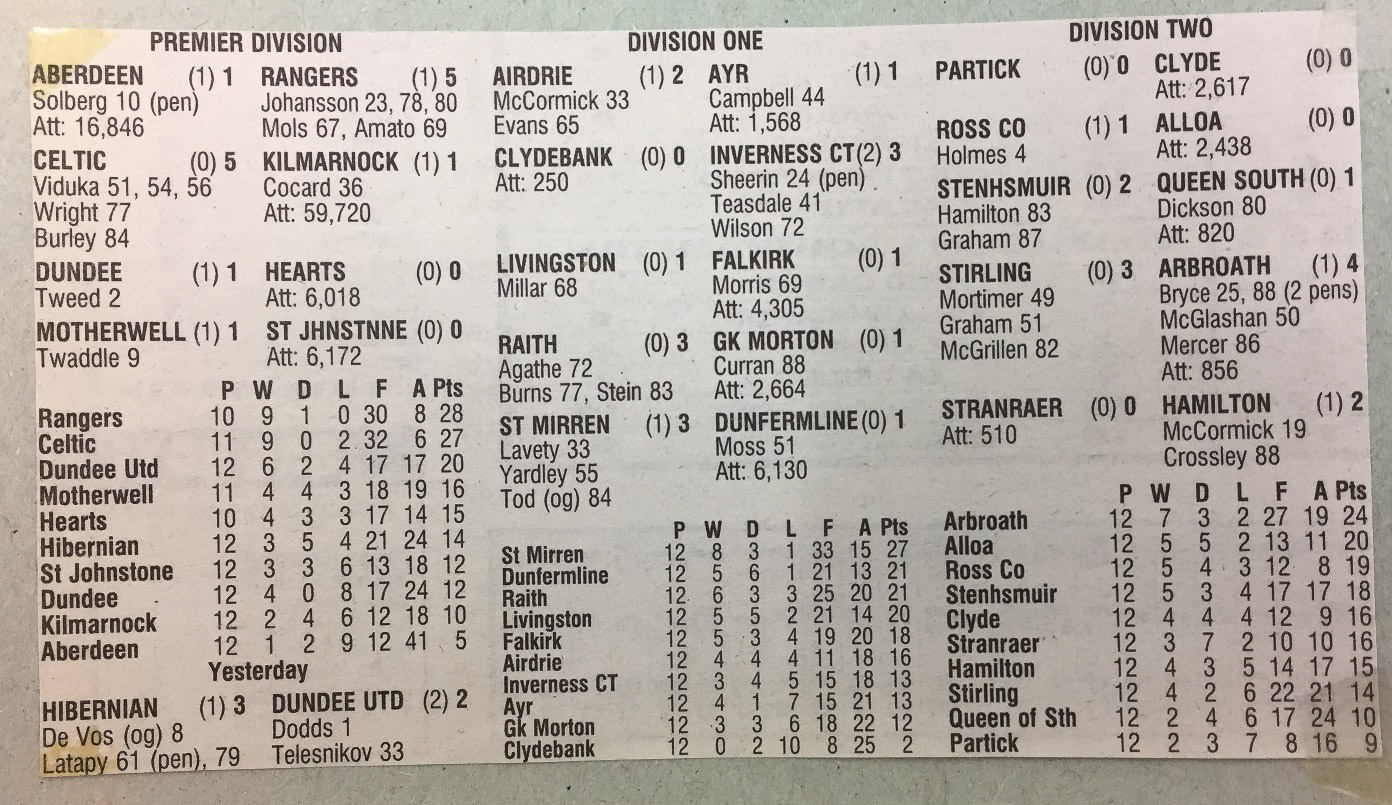 PREMIER DIVISION
ABERDEEN (1) 1 RANGERS (1) 5
Solberg 10 (pen) Johansson 23, 78, 80
Att: 16,846 Mols 67, Amato 69
CELTIC (0) 5 KILMARNOCK (1) 1
Viduka 51, 54, 56 Cocard 36
Wright 77 Att: 59,720
Burley 84
DUNDEE (1) 1 HEARTS (0) 0
Tweed 2 Att: 6,018
MOTHERWELL (1) 1 ST JHNSTNNE (0) 0
Twaddle 9 Att: 6,172
P W D L F A Pts
Rangers 10 9 1 0 30 8 28
Celtic 11 9 0 2 32 6 27
Dundee Utd 12 6 2 4 17 17 20
Motherwell 11 4 4 3 18 19 16
Hearts 10 4 3 3 17 14 15
Hibernian 12 3 5 4 21 24 14
St Johnstone 12 3 3 6 13 18 12
Dundee 12 4 0 8 17 24 12
Kilmarnock 12 2 4 6 12 18 10
Aberdeen 12 1 2 9 12 41 5
Yesterday
HIBERNIAN (1) 3 DUNDEE UTD (2) 2
De Vos (og) 8 Dodds 1
Latapy 61 (pen), 79 Telesnikov 33
DIVISION ONE
AIRDRIE (1) 2 AYR (1) 1
McCormick 33 Campbell 44
Evans 65 Att: 1,568
CLYDEBANK (0) 0 INVERNESS CT (2) 3
Att: 250 Sheerin 24 (pen)
Teasdale 41
Wilson 72
LIVINGSTON (0) 1 FALKIRK (0) 1
Millar 68 Morris 69
Att: 4,305
RAITH (0) 3 GK MORTON (0) 1
Agathe 72 Curran 88
Burns 77, Stein 83 Att: 2,664
ST MIRREN (1) 3 DUNFERMLINE (0) 1
Lavety 33 Moss 51
Yardley 55 Att: 6,130
Tod (og) 84
P W D L F A Pts
St Mirren 12 8 3 1 33 15 27
Dunfermline 12 5 6 1 21 13 21
Raith 12 6 3 3 25 20 21
Livingston 12 5 5 2 21 14 20
Falkirk 12 5 3 4 19 20 18
Airdrie 12 4 4 4 11 18 16
Inverness CT 12 3 4 5 15 18 13
Ayr 12 4 1 7 15 21 13
Gk Morton 12 3 3 6 18 22 12
Clydebank 12 0 2 10 8 25 2
DIVISION TWO
PARTICK (0) 0 CLYDE (0) 0
Att: 2,617
ROSS CO (1) 1 ALLOA (0) 0
Holmes 4 Att: 2,438
STENHSMUIR (0) 2 QUEEN SOUTH (0) 1
Hamilton 83 Dickson 80
Graham 87 Att: 820
STIRLING (0) 3 ARBROATH (1) 4
Mortimer 49 Bryce 25, 88 (2 pens)
Graham 51 McGlashan 50
McGrillen 82 Mercer 86
Att: 856
STRANRAER (0) 0 HAMILTON (1) 2
Att: 510 McCormick 19
Crossley 88
P W D L F A Pts
Arbroath 12 7 3 2 27 19 24
Alloa 12 5 5 2 13 11 20
Ross Co 12 5 4 3 12 8 19
Stenhsmuir 12 5 3 4 17 17 18
Clyde 12 4 4 4 12 9 16
Stranraer 12 3 7 2 10 10 16
Hamilton 12 4 3 5 14 17 15
Stirling 12 4 2 6 22 21 14
Queen of Sth 12 2 4 6 17 24 10
Partick 12 2 3 7 8 16 9